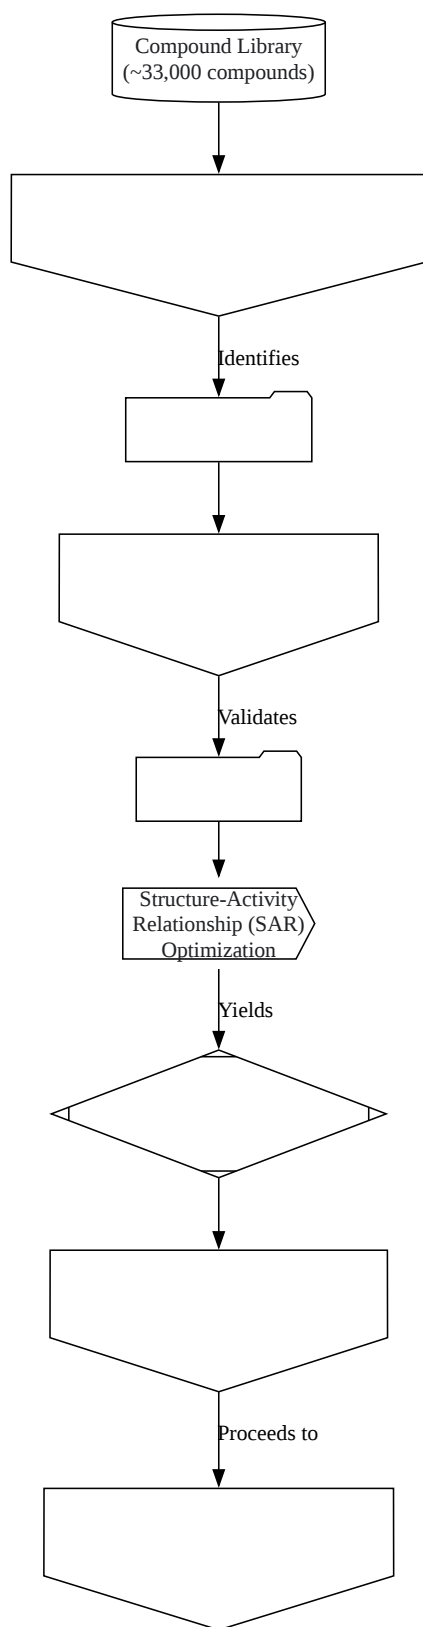 Compound Library
(~33,000 compounds)
Identifies
Validates
Structure-Activity
Relationship (SAR)
Optimization
Yields
Proceeds to